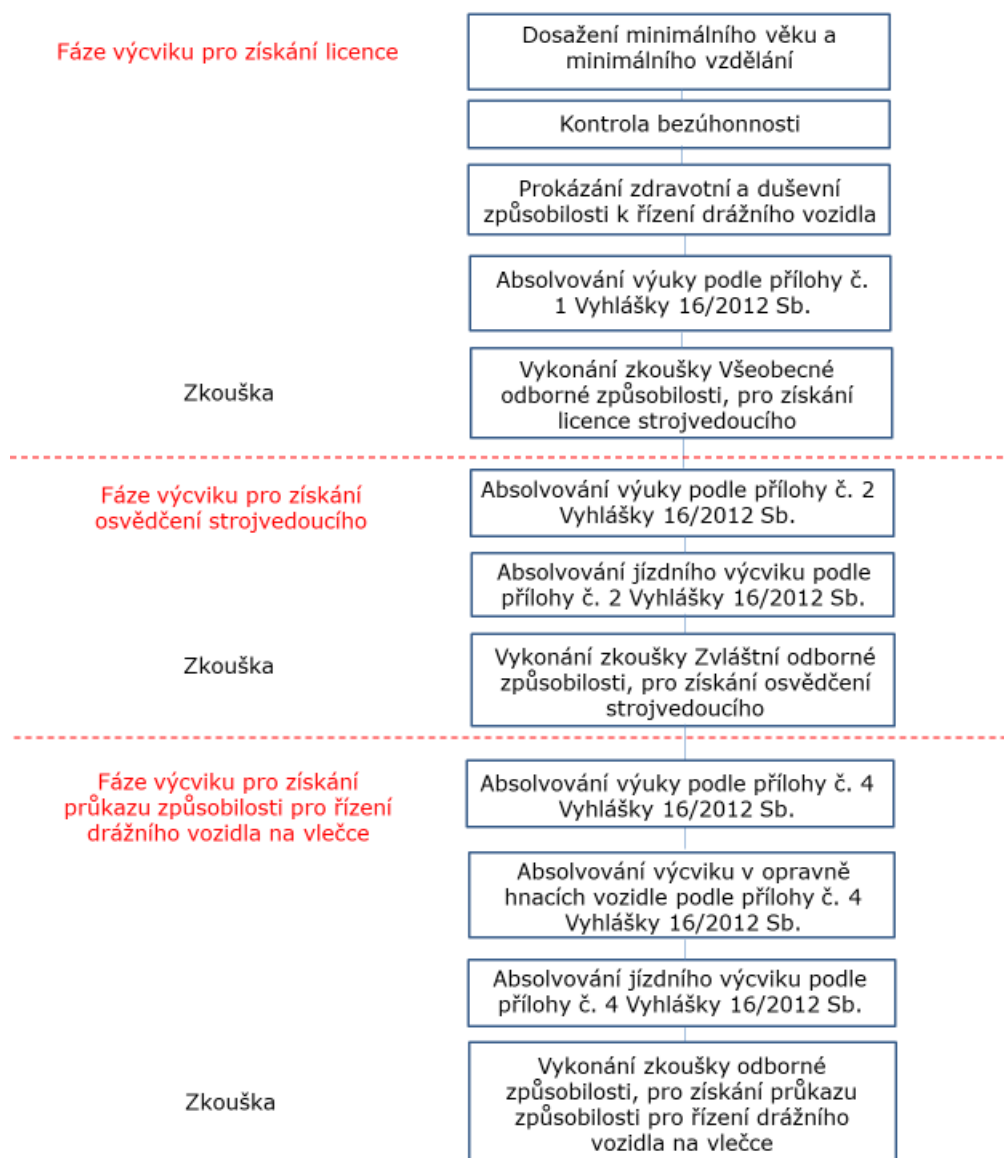 Fáze výcviku pro získání licence
Dosažení minimálního věku a
minimálního vzdělání
Kontrola bezúhonnosti
Prokázání zdravotní a duševní
způsobilosti k řízení drážního vozidla
Absolvování výuky podle přílohy č.
1 Vyhlášky 16/2012 Sb.
Zkouška
Vykonání zkoušky Všeobecné
odborné způsobilosti, pro získání
licence strojvedoucího
Fáze výcviku pro získání
osvědčení strojvedoucího
Absolvování výuky podle přílohy č. 2
Vyhlášky 16/2012 Sb.
Absolvování jízdního výcviku podle
přílohy č. 2 Vyhlášky 16/2012 Sb.
Zkouška
Vykonání zkoušky Zvláštní odborné
způsobilosti, pro získání osvědčení
strojvedoucího
Fáze výcviku pro získání
průkazu způsobilosti pro řízení
drážního vozidla na vlečce
Absolvování výuky podle přílohy č. 4
Vyhlášky 16/2012 Sb.
Absolvování výcviku v opravně
hnacích vozidle podle přílohy č. 4
Vyhlášky 16/2012 Sb.
Absolvování jízdního výcviku podle
přílohy č. 4 Vyhlášky 16/2012 Sb.
Zkouška
Vykonání zkoušky odborné
způsobilosti, pro získání průkazu
způsobilosti pro řízení drážního
vozidla na vlečce